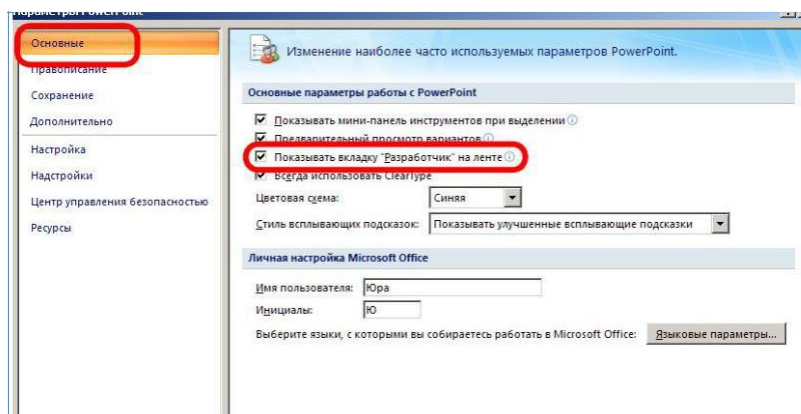 Параметры PowerPoint
Основные
Правописание
Сохранение
Дополнительно
Настройка
Надстройки
Центр управления безопасностью
Ресурсы
Изменение наиболее часто используемых параметров PowerPoint.
Основные параметры работы с PowerPoint
Показывать мини-панель инструментов при выделении
Предварительный просмотр вариантов
Показывать вкладку "Разработчик" на ленте
Всегда использовать ClearType
Цветовая схема: Синяя
Стиль всплывающих подсказок: Показывать улучшенные всплывающие подсказки
Личная настройка Microsoft Office
Имя пользователя: Юра
Инициалы: Ю
Выберите языки, с которыми вы собираетесь работать в Microsoft Office: Языковые параметры...